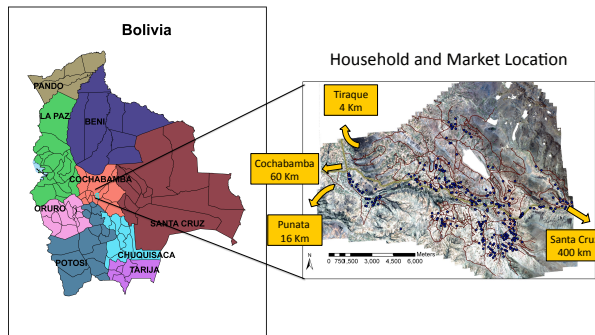 Bolivia
PANDO
LA PAZ
BENI
COCHABAMBA
ORURO
SANTA CRUZ
POTOSI
CHUQUISACA
TARIJA
Household and Market Location
Tiraque
4 Km
Cochabamba
60 Km
Punata
16 Km
Santa Cruz
400 km
Meters
0 750 1.500 3.000 4.500 6.000
N